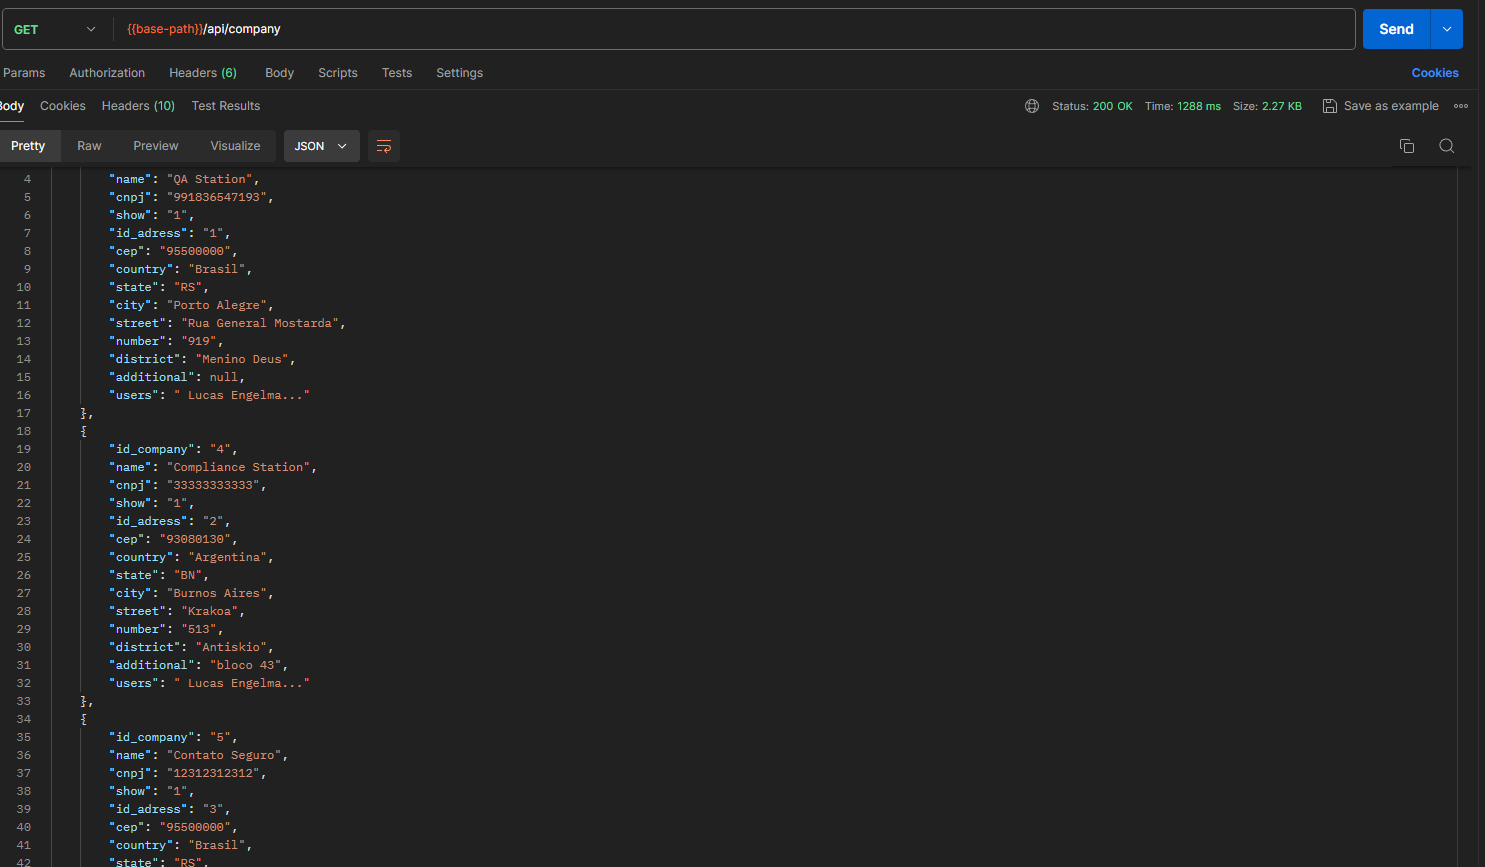 GET {{base-path}}/api/company Send
Params Authorization Headers (6) Body Scripts Tests Settings Cookies
Body Cookies Headers (10) Test Results Status: 200 OK Time: 1288 ms Size: 2.27 KB Save as example
Pretty Raw Preview Visualize JSON
4 "name": "QA Station",
5 "cnpj": "991836547193",
6 "show": "1",
7 "id_adress": "1",
8 "cep": "95500000",
9 "country": "Brasil",
10 "state": "RS",
11 "city": "Porto Alegre",
12 "street": "Rua General Mostarda",
13 "number": "919",
14 "district": "Menino Deus",
15 "additional": null,
16 "users": " Lucas Engelma..."
17 },
18 {
19 "id_company": "4",
20 "name": "Compliance Station",
21 "cnpj": "33333333333",
22 "show": "1",
23 "id_adress": "2",
24 "cep": "93080130",
25 "country": "Argentina",
26 "state": "BN",
27 "city": "Burnos Aires",
28 "street": "Krakoa",
29 "number": "513",
30 "district": "Antiskio",
31 "additional": "bloco 43",
32 "users": " Lucas Engelma..."
33 },
34 {
35 "id_company": "5",
36 "name": "Contato Seguro",
37 "cnpj": "12312312312",
38 "show": "1",
39 "id_adress": "3",
40 "cep": "95500000",
41 "country": "Brasil",
42 "state": "RS",